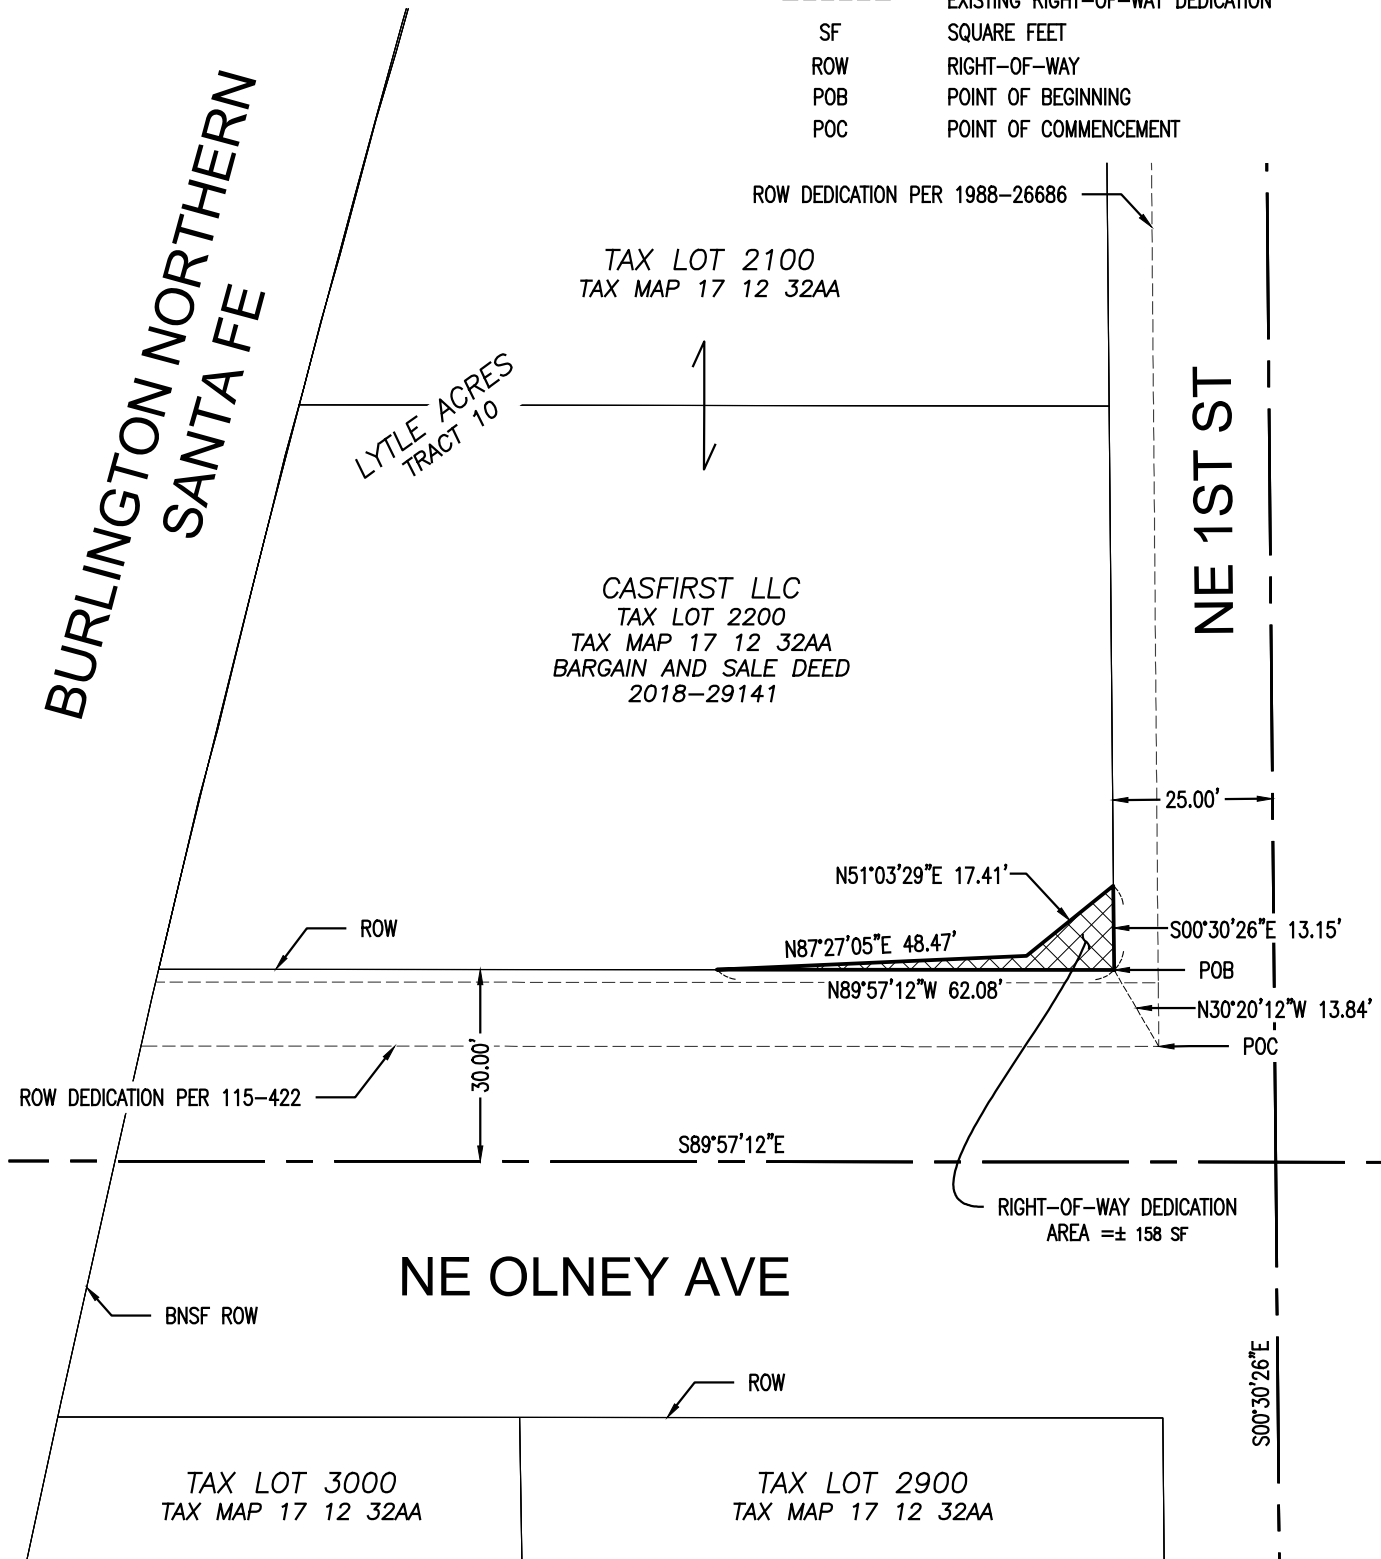 EXISTING RIGHT-OF-WAY DEDICATION
SF SQUARE FEET
ROW RIGHT-OF-WAY
POB POINT OF BEGINNING
POC POINT OF COMMENCEMENT
ROW DEDICATION PER 1988-26686
BURLINGTON NORTHERN
SANTA FE
TAX LOT 2100
TAX MAP 17 12 32AA
LYTLE ACRES
TRACT 10
NE 1ST ST
CASFIRST LLC
TAX LOT 2200
TAX MAP 17 12 32AA
BARGAIN AND SALE DEED
2018-29141
25.00'
N51°03'29"E 17.41'
ROW
N87°27'05"E 48.47'
S00°30'26"E 13.15'
POB
N89°57'12"W 62.08'
N30°20'12"W 13.84'
POC
30.00'
ROW DEDICATION PER 115-422
S89°57'12"E
RIGHT-OF-WAY DEDICATION
AREA =± 158 SF
NE OLNEY AVE
BNSF ROW
ROW
S00°30'26"E
TAX LOT 3000
TAX MAP 17 12 32AA
TAX LOT 2900
TAX MAP 17 12 32AA